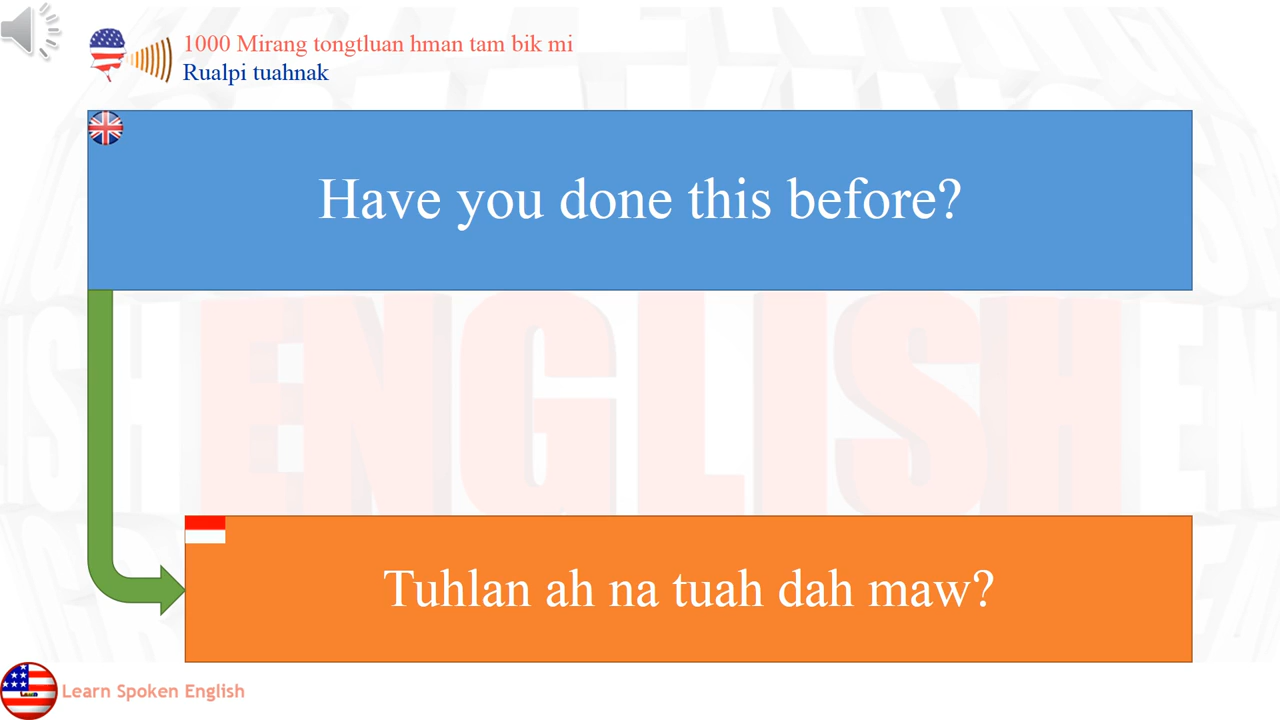 1000 Mirang tongtluan hman tam bik mi
Rualpi tuahnak
Have you done this before?
ENGLISH
Tuhlan ah na tuah dah maw?
Learn Spoken English